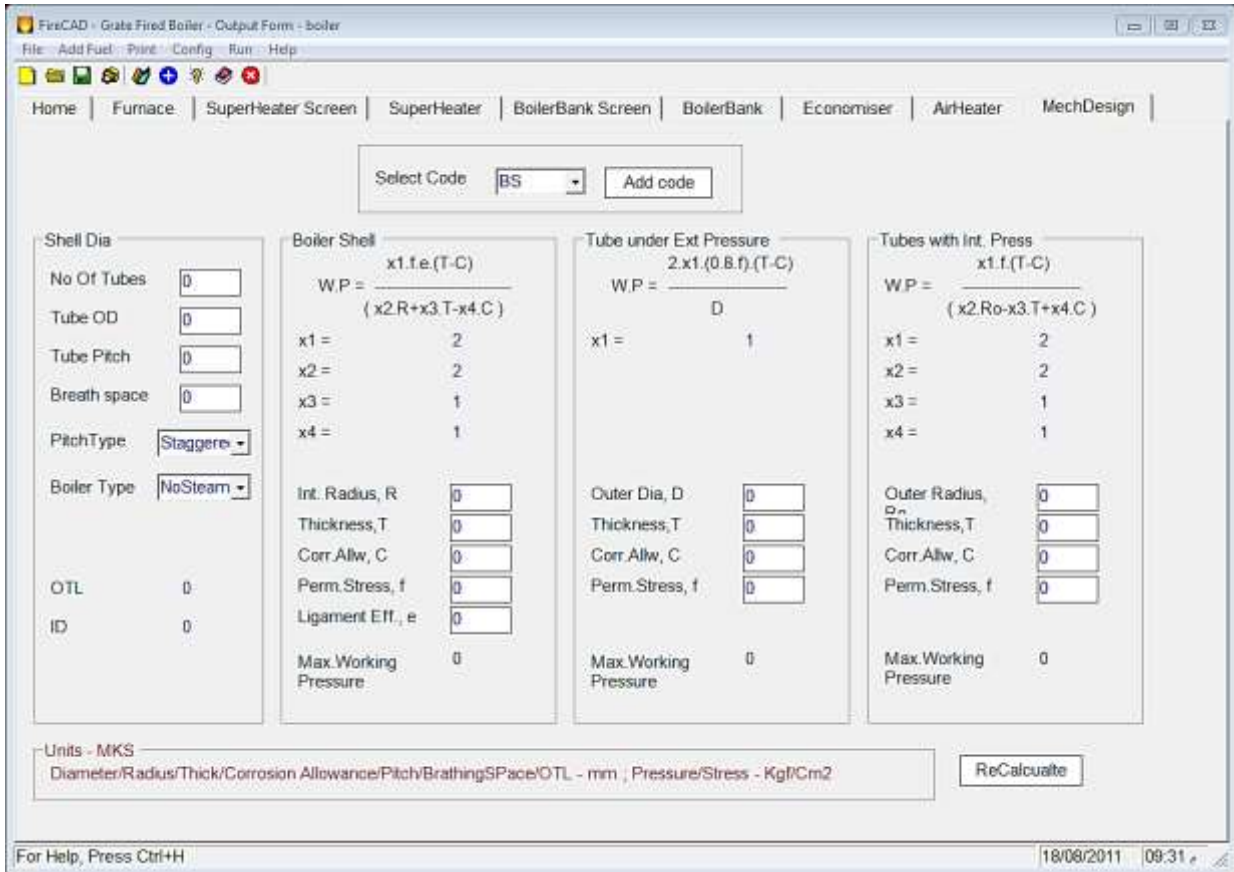 FireCAD - Grate Fired Boiler - Output Form - boiler
File Add Fuel Print Config Run Help
Home Furnace SuperHeater Screen SuperHeater BoilerBank Screen BoilerBank Economiser AirHeater MechDesign
Select Code BS Add code
Shell Dia
No Of Tubes 0
Tube OD 0
Tube Pitch 0
Breath space 0
PitchType Staggere
Boiler Type NoSteam
OTL 0
ID 0
Boiler Shell
x1.f.e.(T-C)
W.P =
( x2.R+x3.T-x4.C )
x1 = 2
x2 = 2
x3 = 1
x4 = 1
Int. Radius, R 0
Thickness,T 0
Corr.Allw, C 0
Perm.Stress, f 0
Ligament Eff., e 0
Max.Working 0
Pressure
Tube under Ext Pressure
2.x1.(0.8.f).(T-C)
W.P =
D
x1 = 1
Outer Dia, D 0
Thickness,T 0
Corr.Allw, C 0
Perm.Stress, f 0
Max.Working 0
Pressure
Tubes with Int. Press
x1.f.(T-C)
W.P =
( x2.Ro-x3.T+x4.C )
x1 = 2
x2 = 2
x3 = 1
x4 = 1
Outer Radius, 0
Thickness,T 0
Corr.Allw, C 0
Perm.Stress, f 0
Max.Working 0
Pressure
Units - MKS
Diameter/Radius/Thick/Corrosion Allowance/Pitch/BrathingSPace/OTL - mm ; Pressure/Stress - Kgf/Cm2
ReCalcualte
For Help, Press Ctrl+H
18/08/2011 09:31